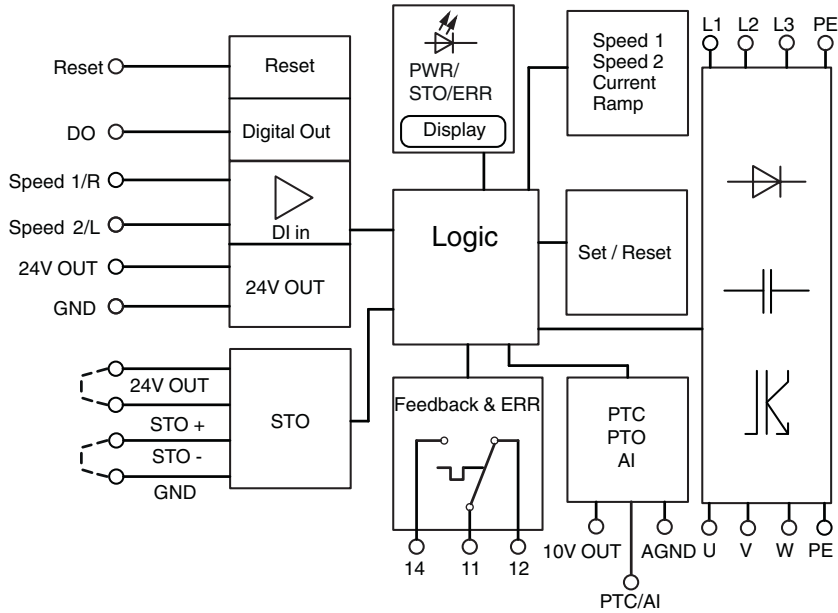 Reset
DO
Speed 1/R
Speed 2/L
24V OUT
GND
Reset
Digital Out
DI in
24V OUT
24V OUT
STO +
STO -
GND
STO
PWR/
STO/ERR
Display
Logic
Speed 1
Speed 2
Current
Ramp
Set / Reset
Feedback & ERR
14
11
12
PTC
PTO
AI
10V OUT
AGND
PTC/AI
L1
L2
L3
PE
U
V
W
PE